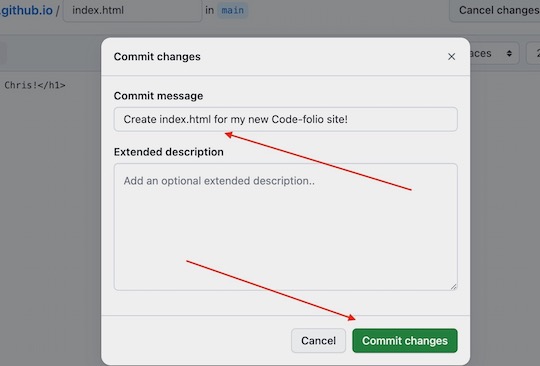 .github.io / index.html in main Cancel changes
Commit changes
Chris!</h1>
Commit message
Create index.html for my new Code-folio site!
Extended description
Add an optional extended description..
Cancel Commit changes